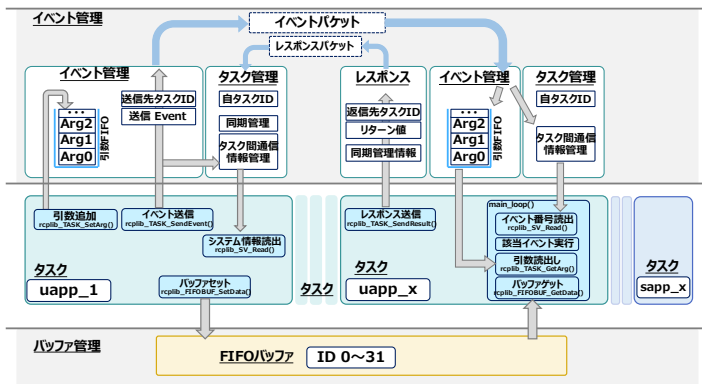 イベント管理
イベントパケット
レスポンスパケット
イベント管理
送信先タスクID
送信 Event
•••
Arg2
Arg1
Arg0
引数FIFO
タスク管理
自タスクID
同期管理
タスク間通信
情報管理
レスポンス
返信先タスクID
リターン値
同期管理情報
イベント管理
•••
Arg2
Arg1
Arg0
引数FIFO
タスク管理
自タスクID
タスク間通信
情報管理
引数追加
rcplib_TASK_SetArg()
イベント送信
rcplib_TASK_SendEvent()
システム情報読出
rcplib_SV_Read()
タスク
uapp_1
バッファセット
rcplib_FIFOBUF_SetData()
タスク
レスポンス送信
rcplib_TASK_SendResult()
タスク
uapp_x
main_loop()
イベント番号読出
rcplib_SV_Read()
該当イベント実行
引数読出し
rcplib_TASK_GetArg()
バッファゲット
rcplib_FIFOBUF_GetData()
タスク
sapp_x
バッファ管理
FIFOバッファ
ID 0～31